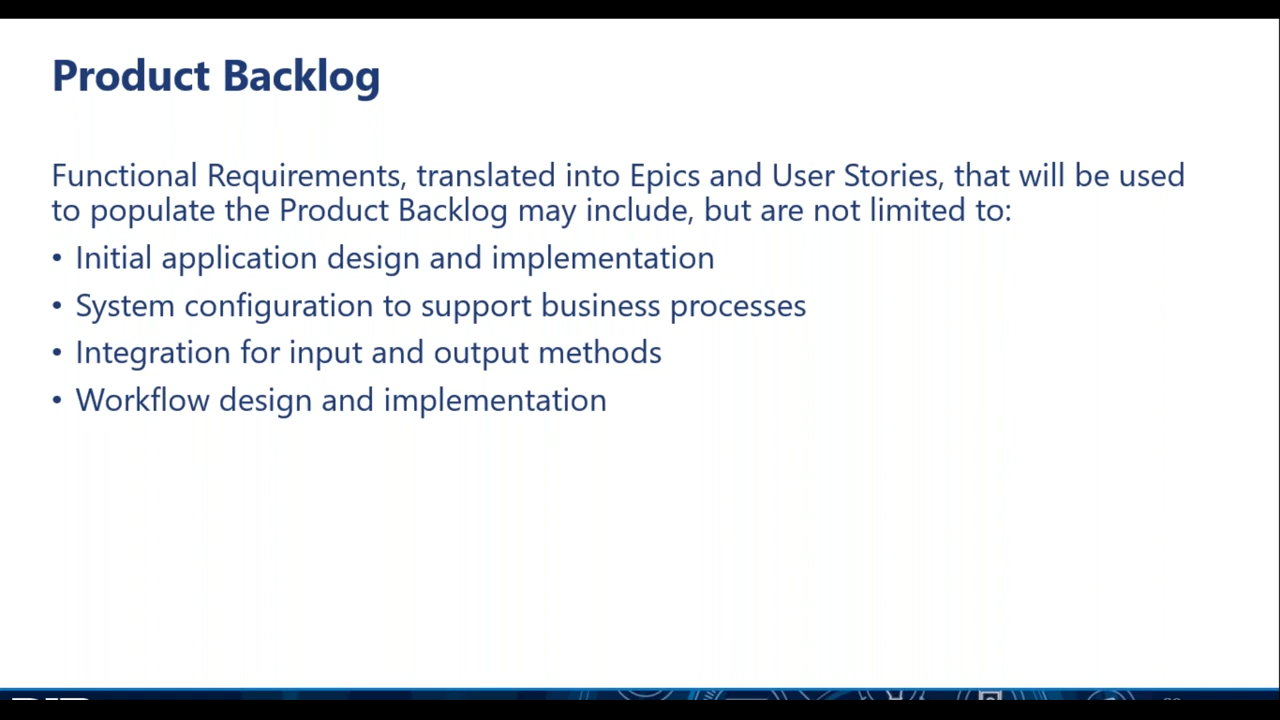 Product Backlog
Functional Requirements, translated into Epics and User Stories, that will be used
to populate the Product Backlog may include, but are not limited to:
• Initial application design and implementation
• System configuration to support business processes
• Integration for input and output methods
• Workflow design and implementation